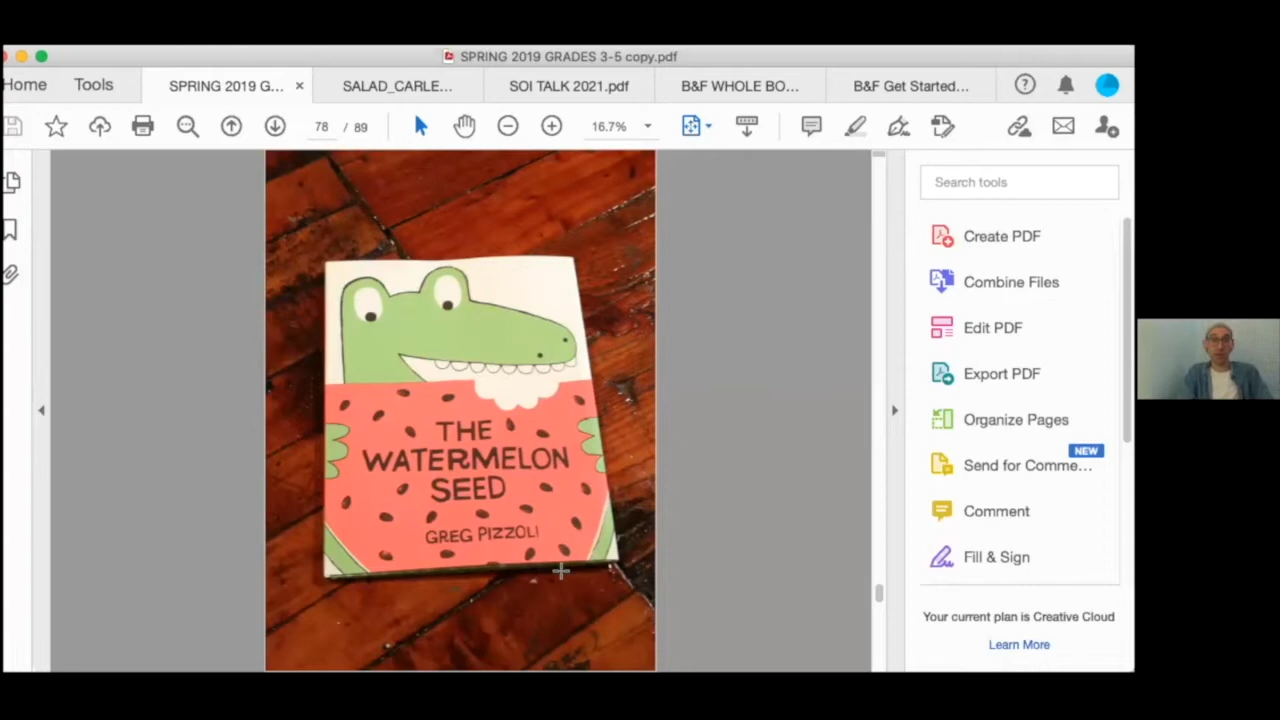 SPRING 2019 GRADES 3-5 copy.pdf
Home
Tools
SPRING 2019 G... ×
SALAD_CARLE...
SOI TALK 2021.pdf
B&F WHOLE BO...
B&F Get Started...
78 / 89
16.7%
THE
WATERMELON
SEED
GREG PIZZOLI
Search tools
Create PDF
Combine Files
Edit PDF
Export PDF
Organize Pages
NEW
Send for Comme...
Comment
Fill & Sign
Your current plan is Creative Cloud
Learn More